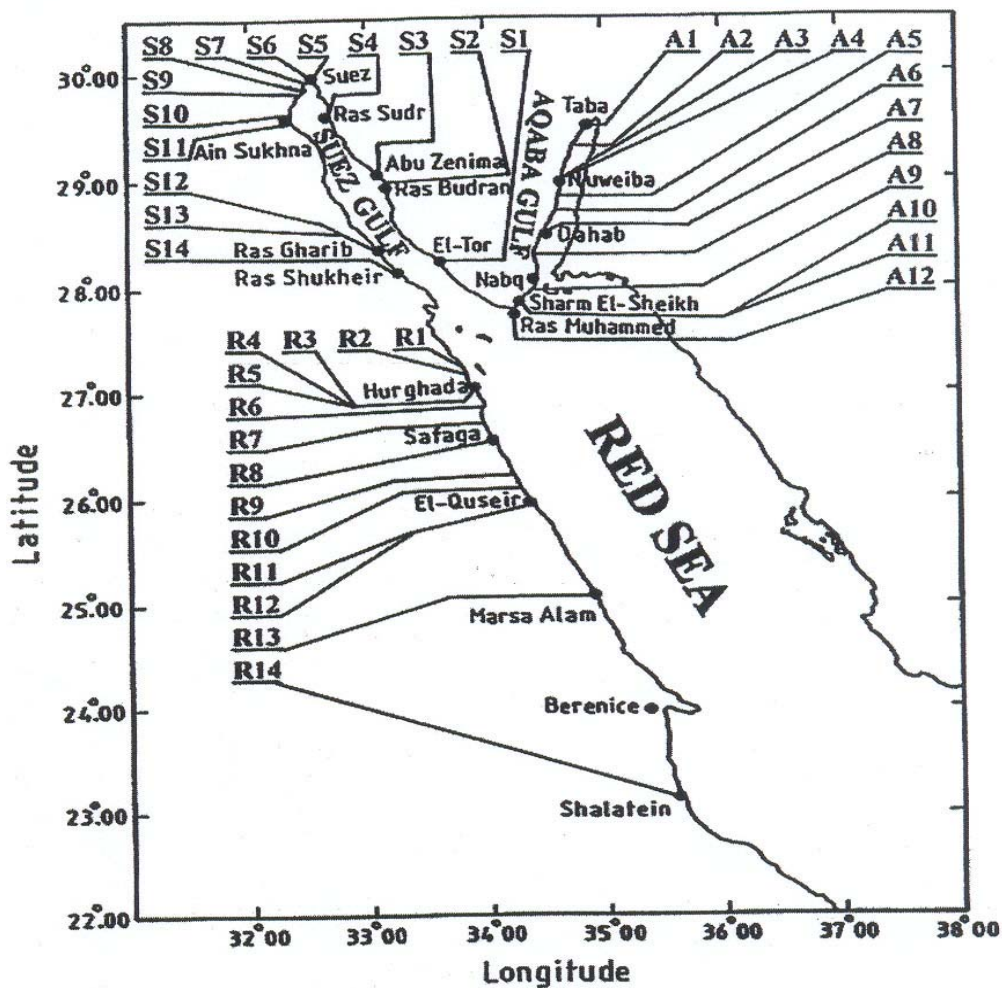 S8 S7 S6 S5 S4 S3 S2 S1 A1 A2 A3 A4 A5
30°00 Suez
S9 A6
S10 Ras Sudr Taba A7
S11 Ain Sukhna SUEZ GULF AQABA GULF A8
Abu Zenima
29°00 Ras Budran Nuweiba
S12 A9
S13 A10
S14 Ras Gharib El-Tor Dahab A11
Ras Shukheir Nabq A12
28°00 Sharm El-Sheikh
Ras Muhammed
R4 R3 R2 R1
R5 Hurghada
27°00
R6
R7 Safaga
R8 RED SEA
R9
26°00 El-Quseir
R10
R11
R12
25°00 Marsa Alam
R13
R14
24°00 Berenice
23°00 Shalatein
22°00
32°00 33°00 34°00 35°00 36°00 37°00 38°00
Latitude
Longitude